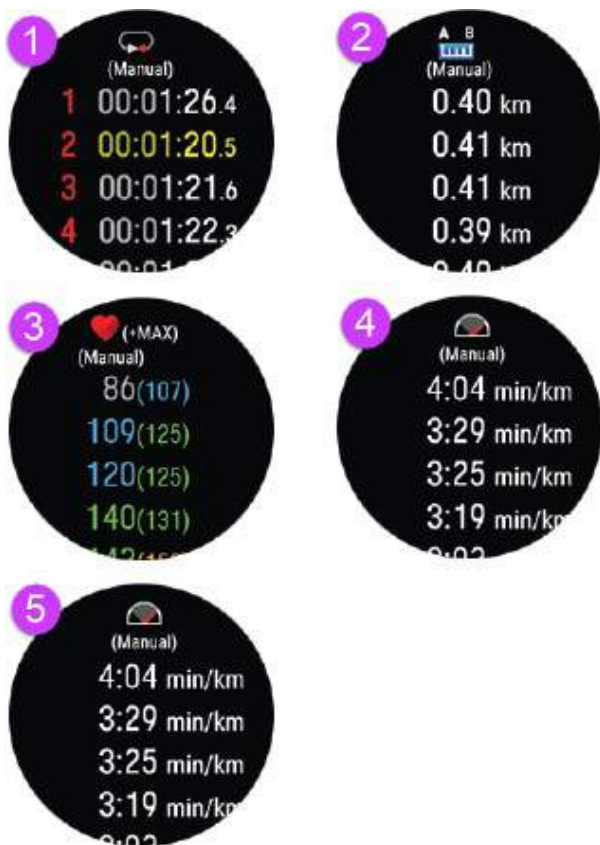 1
(Manual)
1 00:01:26.4
2 00:01:20.5
3 00:01:21.6
4 00:01:22.3
2
A B
(Manual)
0.40 km
0.41 km
0.41 km
0.39 km
3
(+MAX)
(Manual)
86(107)
109(125)
120(125)
140(131)
4
(Manual)
4:04 min/km
3:29 min/km
3:25 min/km
3:19 min/km
5
(Manual)
4:04 min/km
3:29 min/km
3:25 min/km
3:19 min/km